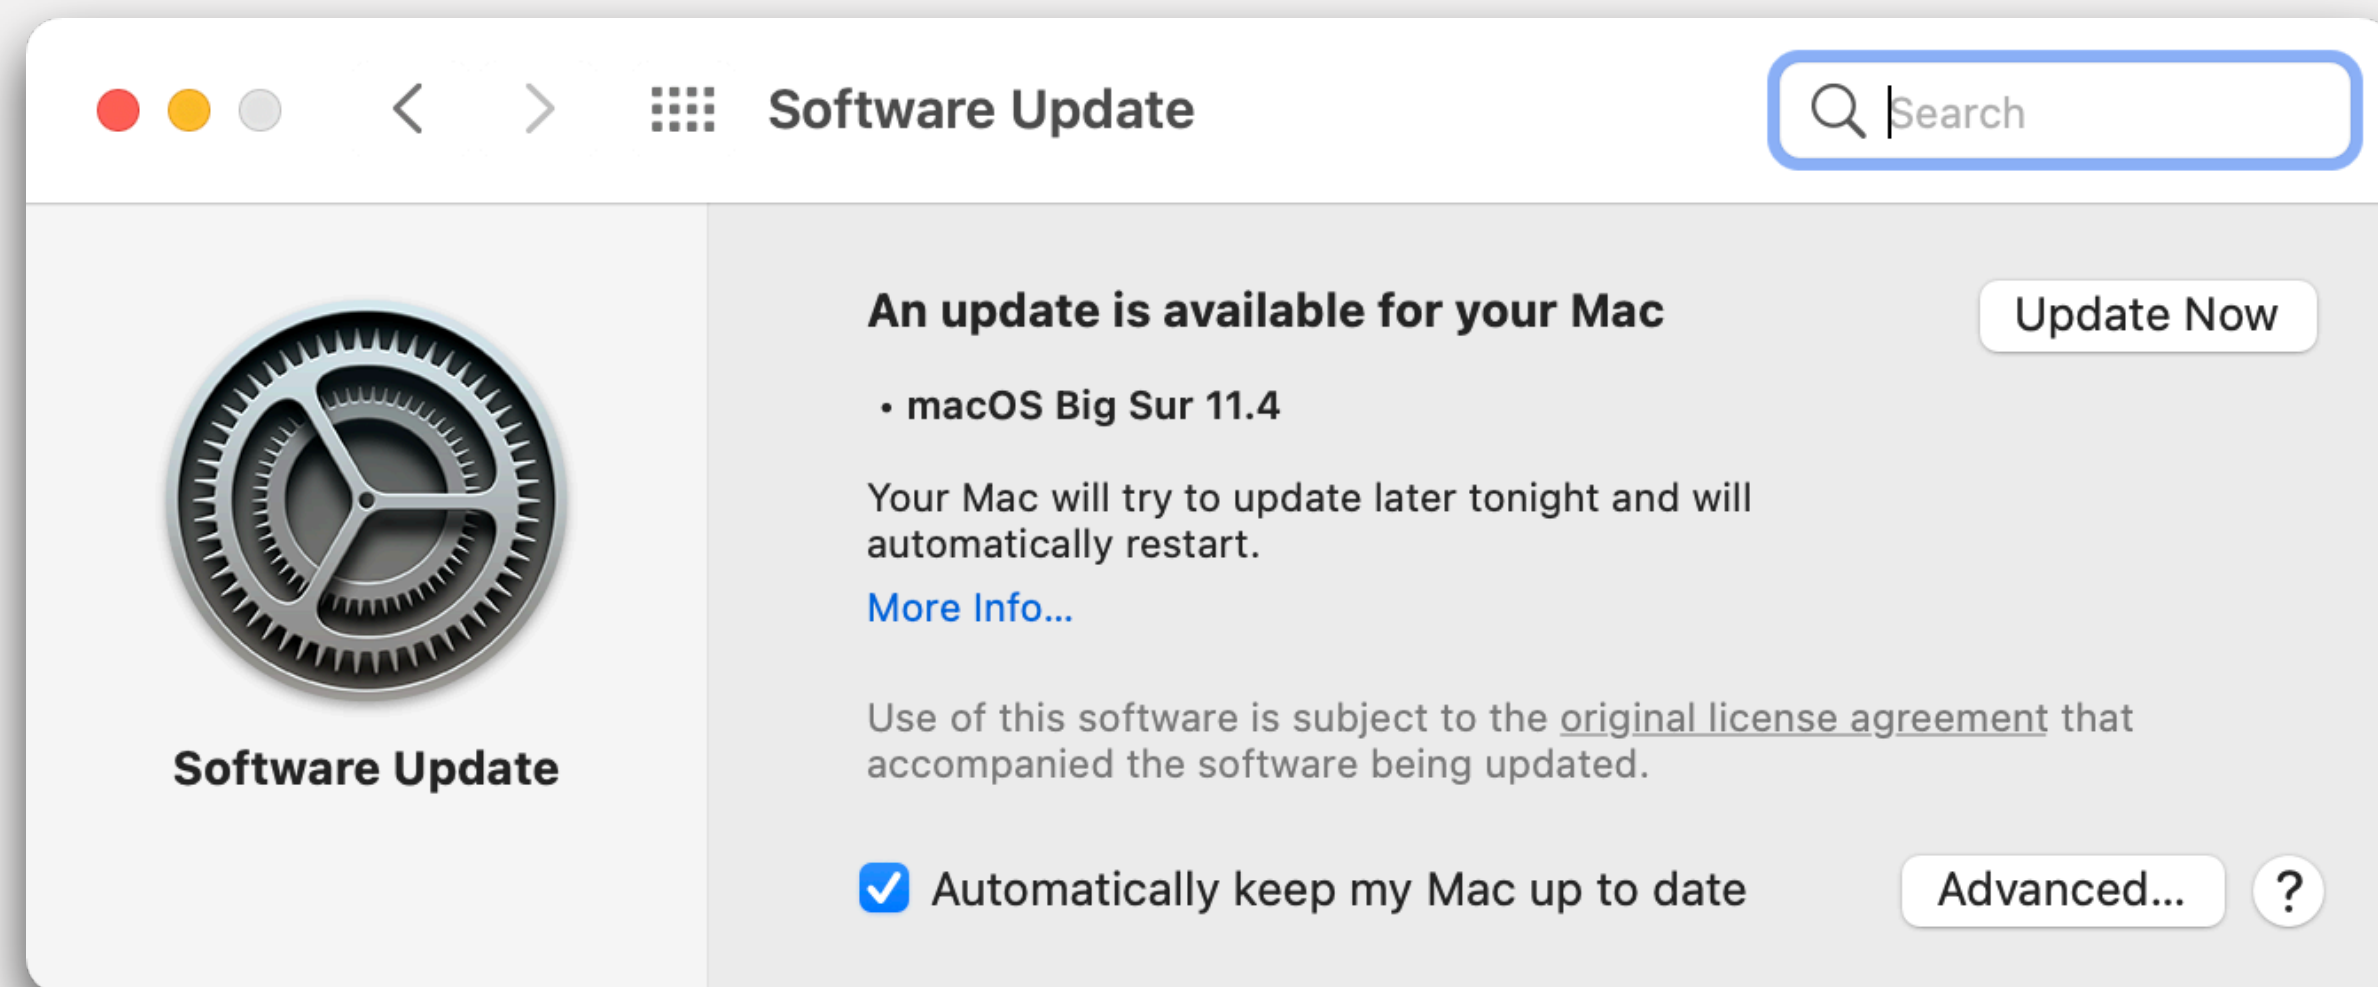 Software Update
Search
An update is available for your Mac
Update Now
• macOS Big Sur 11.4
Your Mac will try to update later tonight and will
automatically restart.
More Info...
Use of this software is subject to the original license agreement that
accompanied the software being updated.
Software Update
Automatically keep my Mac up to date
Advanced...
?